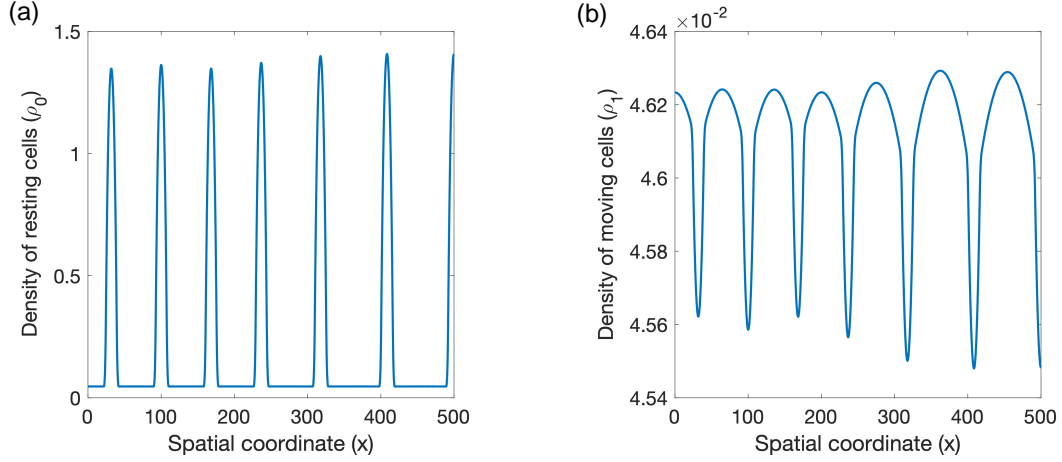 (a)
Density of resting cells (ρ₀)
1.5
1
0.5
0
0 100 200 300 400 500
Spatial coordinate (x)
(b)
×10⁻²
Density of moving cells (ρ₁)
4.64
4.62
4.6
4.58
4.56
4.54
0 100 200 300 400 500
Spatial coordinate (x)